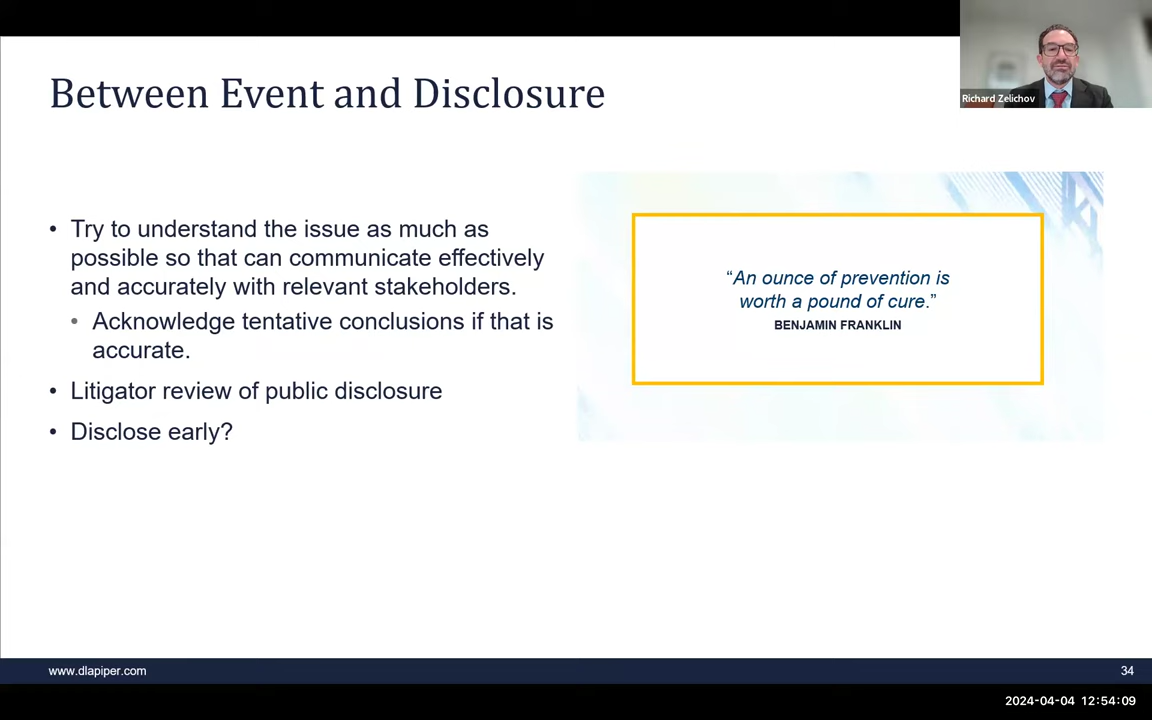 Between Event and Disclosure
Richard Zelichov
• Try to understand the issue as much as
possible so that can communicate effectively
and accurately with relevant stakeholders.
• Acknowledge tentative conclusions if that is
accurate.
• Litigator review of public disclosure
• Disclose early?
“An ounce of prevention is
worth a pound of cure.”
BENJAMIN FRANKLIN
www.dlapiper.com
34
2024-04-04 12:54:09